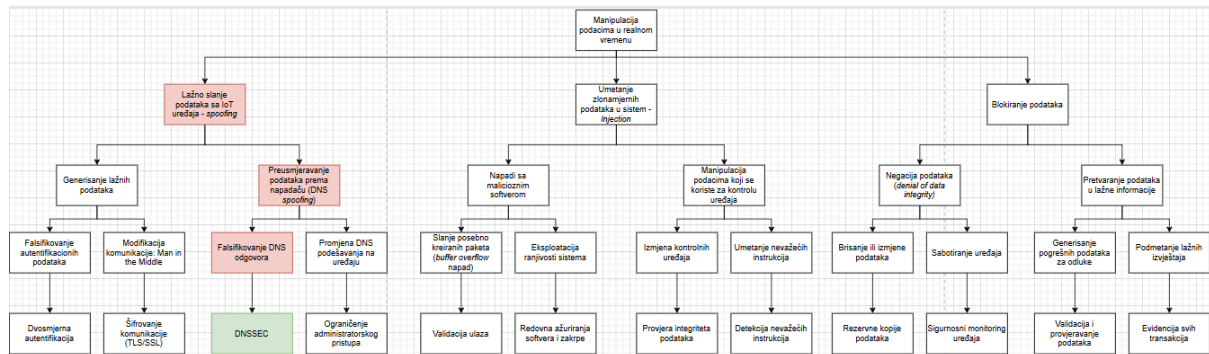 Manipulacija
podacima u realnom
vremenu
Lažno slanje
podataka sa IoT
uređaja - spoofing
Umetanje
zlonamjernih
podataka u sistem -
Injection
Blokiranje podataka
Generisanje lažnih
podataka
Preusmjeravanje
podataka prema
napadaču (DNS
spoofing)
Napadi sa
malicioznim
softverom
Manipulacija
podacima koji se
koriste za kontrolu
uređaja
Negacija podataka
(denial of data
integrity)
Pretvaranje podataka
u lažne informacije
Falsifikovanje
autentifikacionih
podataka
Modifikacija
komunikacije: Man in
the Middle
Falsifikovanje DNS
odgovora
Promjena DNS
podešavanja na
uređaju
Slanje posebno
kreiranih paketa
(buffer overflow
napad)
Eksploatacija
ranjivosti sistema
Izmjena kontrolnih
uređaja
Umetanje nevažećih
instrukcija
Brisanje ili izmjene
podataka
Sabotiranje uređaja
Generisanje
pogrešnih podataka
za odluke
Podmetanje lažnih
izvještaja
Dvosmjerna
autentifikacija
Šifrovanje
komunikacije
(TLS/SSL)
DNSSEC
Ograničenje
administratorskog
pristupa
Validacija ulaza
Redovna ažuriranja
softvera i zakrpe
Provjera integriteta
podataka
Detekcija nevažećih
instrukcija
Rezervne kopije
podataka
Sigurnosni monitoring
uređaja
Validacija i
provjeravanje
podataka
Evidencija svih
transakcija